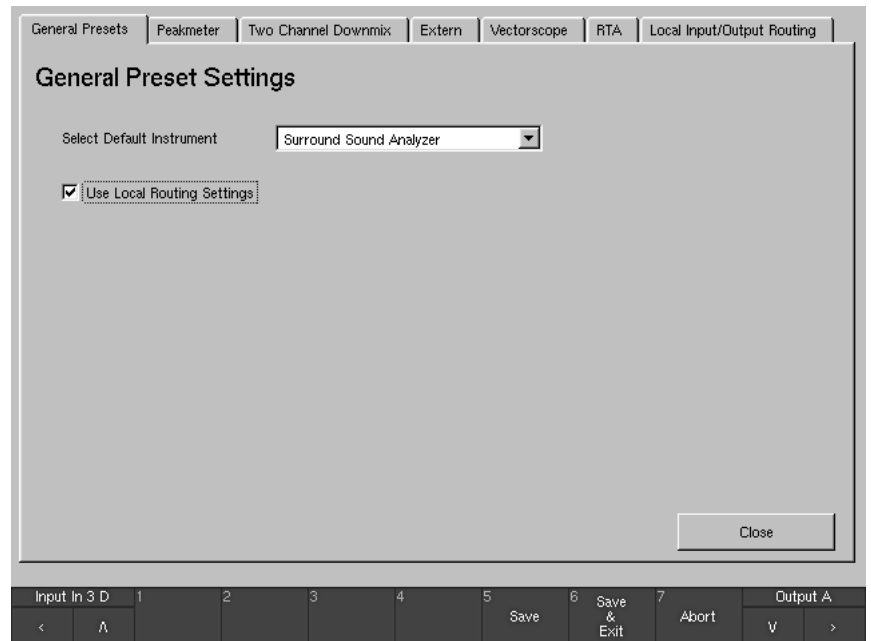 General Presets Peakmeter Two Channel Downmix Extern Vectorscope RTA Local Input/Output Routing
General Preset Settings
Select Default Instrument Surround Sound Analyzer
Use Local Routing Settings
Close
Input In 3 D 1 2 3 4 5 6 7 Output A
< Λ Save Save & Exit Abort V >